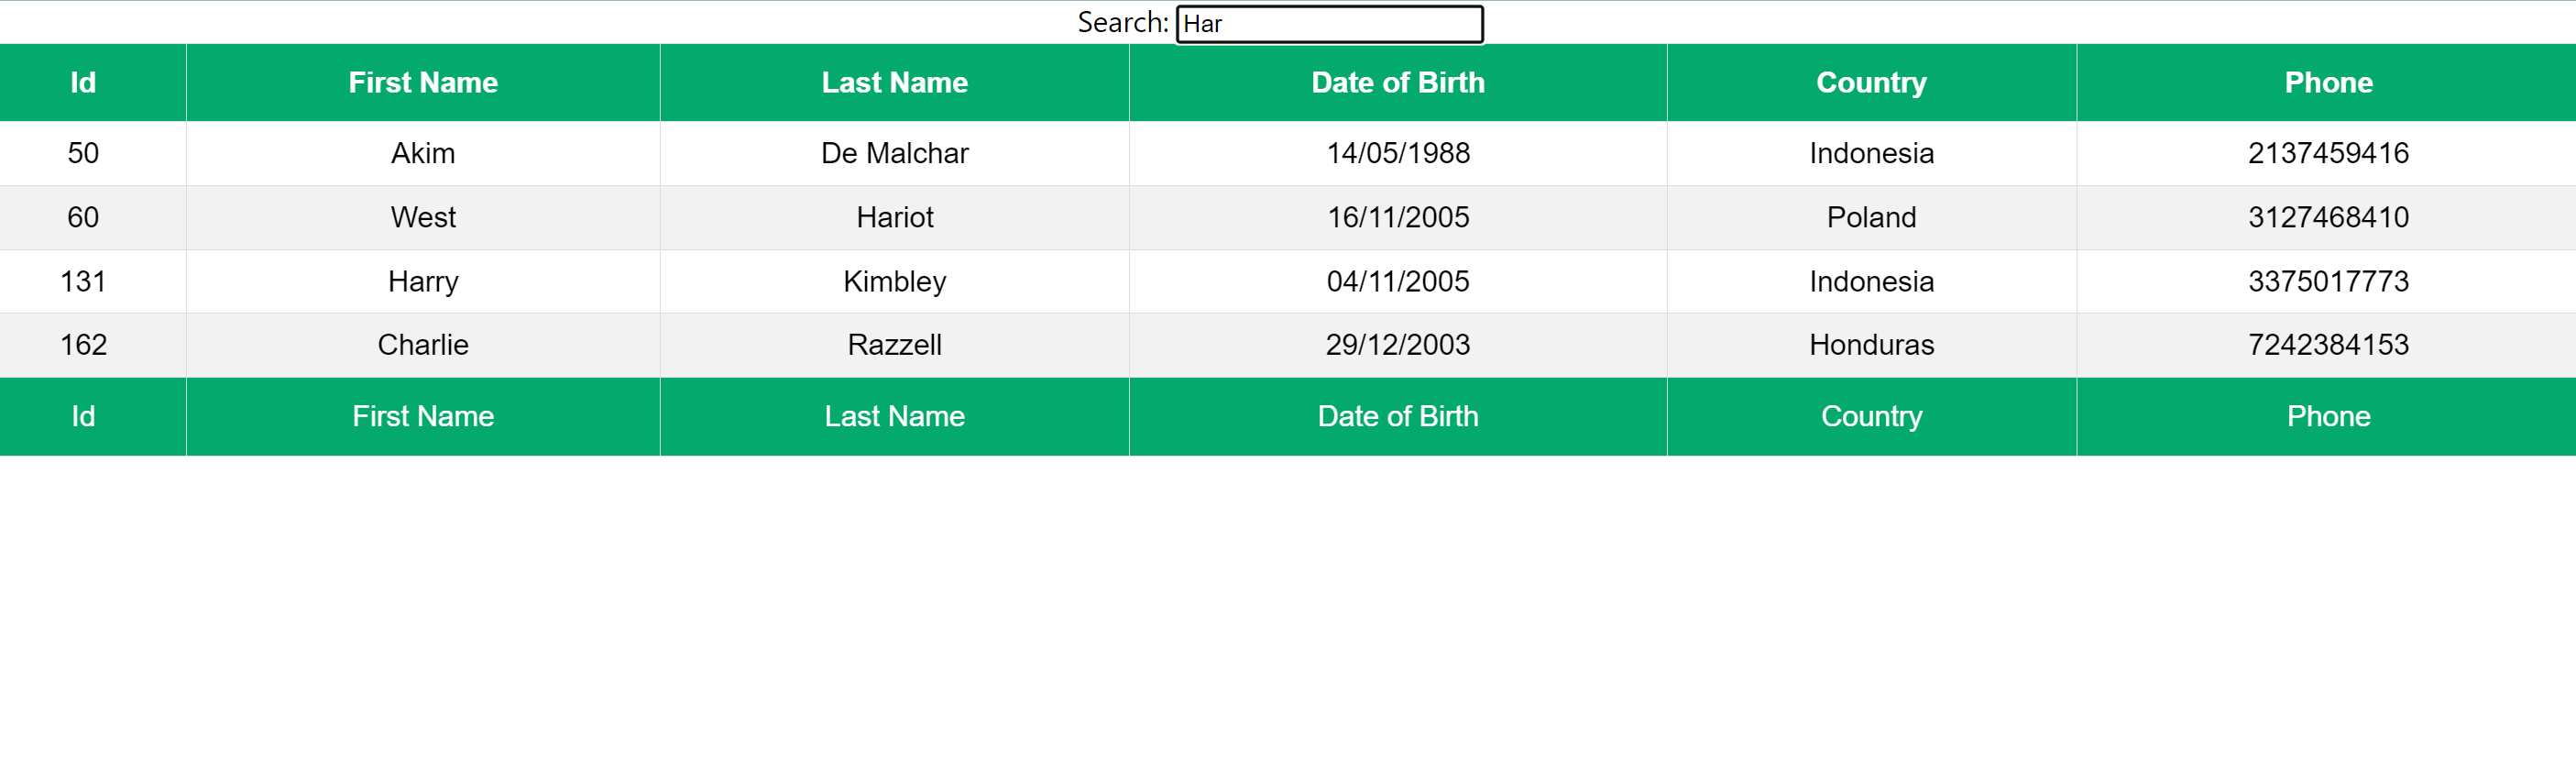 Search: Har
Id First Name Last Name Date of Birth Country Phone
50 Akim De Malchar 14/05/1988 Indonesia 2137459416
60 West Hariot 16/11/2005 Poland 3127468410
131 Harry Kimbley 04/11/2005 Indonesia 3375017773
162 Charlie Razzell 29/12/2003 Honduras 7242384153
Id First Name Last Name Date of Birth Country Phone